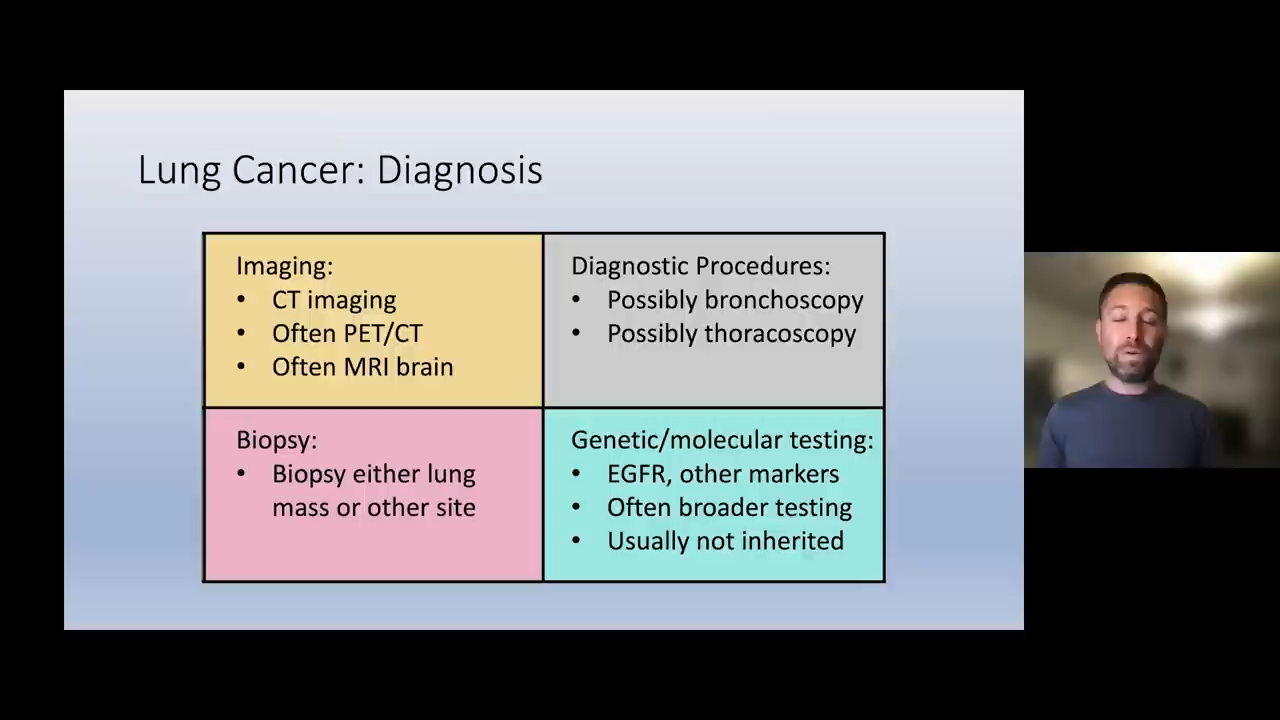 Lung Cancer: Diagnosis
Imaging:
• CT imaging
• Often PET/CT
• Often MRI brain
Diagnostic Procedures:
• Possibly bronchoscopy
• Possibly thoracoscopy
Biopsy:
• Biopsy either lung
mass or other site
Genetic/molecular testing:
• EGFR, other markers
• Often broader testing
• Usually not inherited